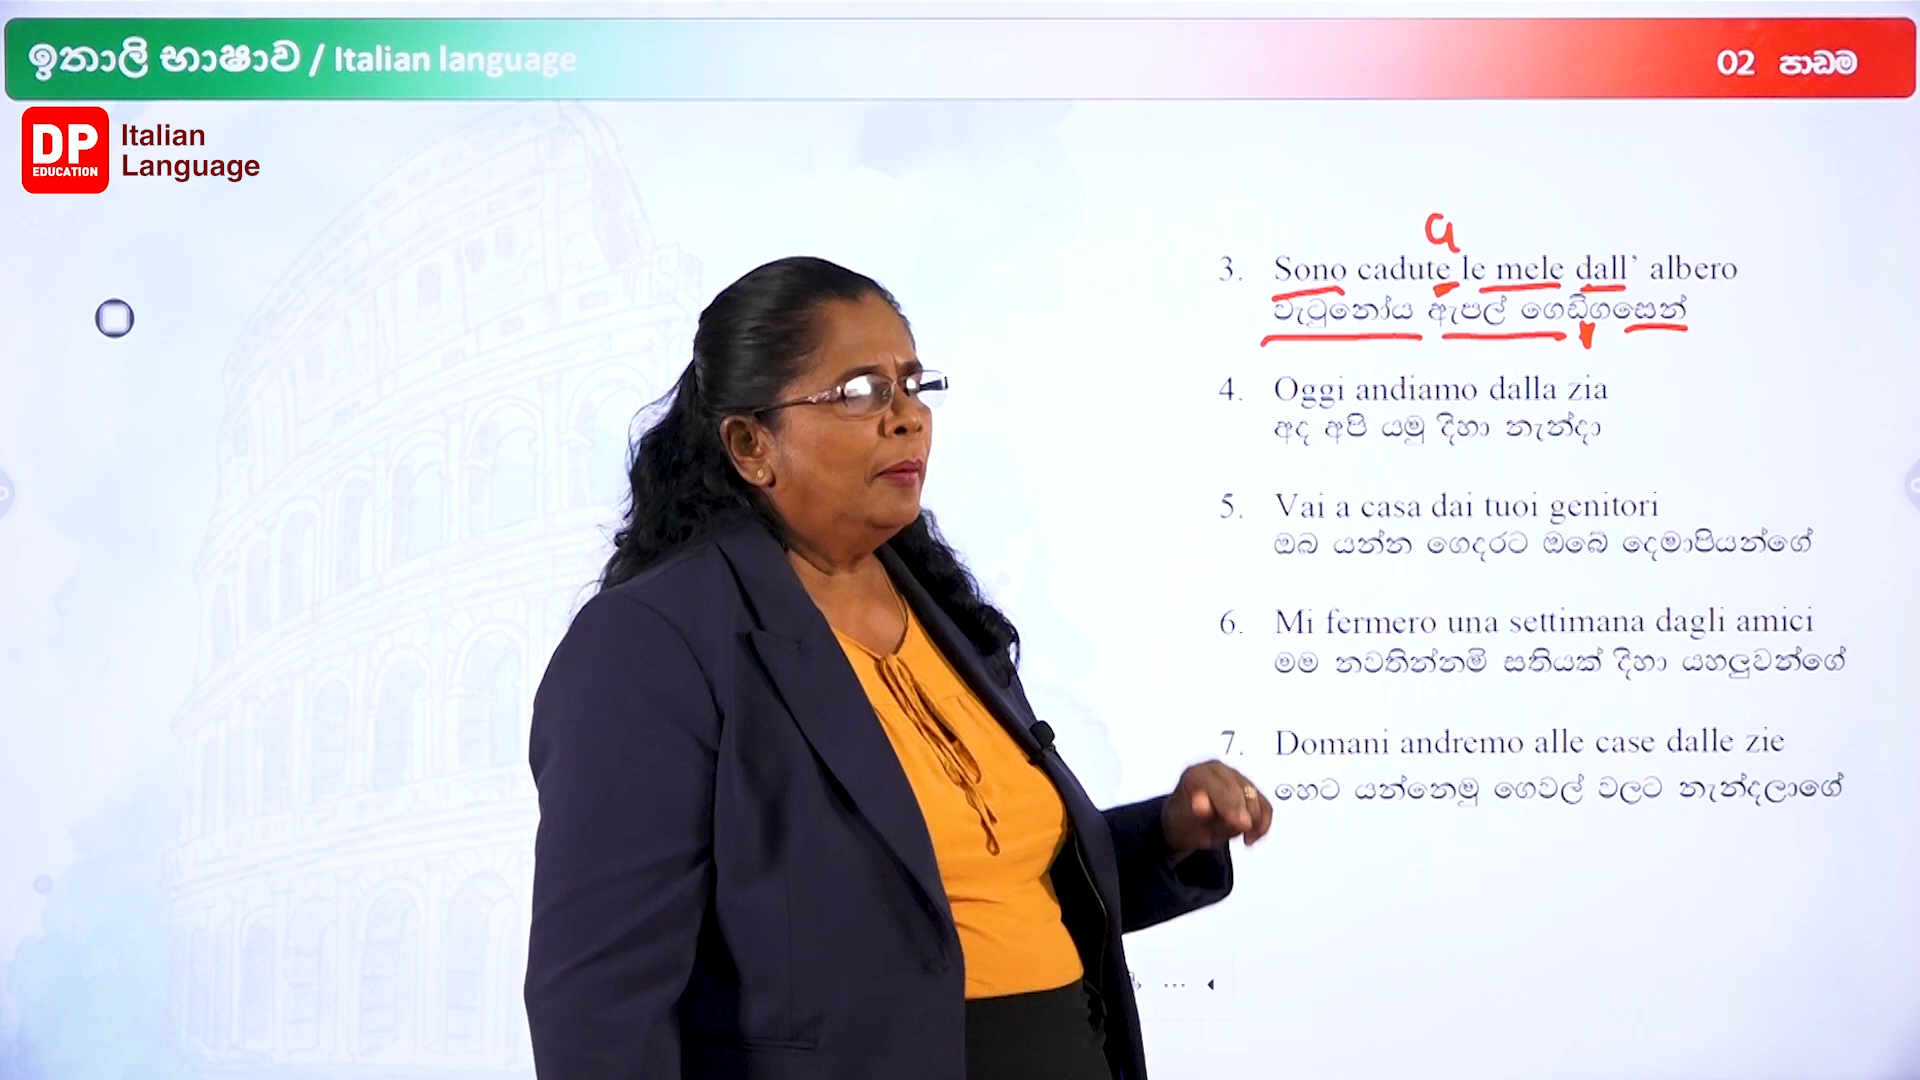 ඉතාලි භාෂාව / Italian language
02 පාඩම
DP
EDUCATION
Italian
Language
a
3. Sono cadute le mele dall’ albero
වැටුනෝය ඇපල් ගෙඩිගසෙන්
4. Oggi andiamo dalla zia
අද අපි යමු දිහා නැන්දා
5. Vai a casa dai tuoi genitori
ඔබ යන්න ගෙදරට ඔබේ දෙමාපියන්ගේ
6. Mi fermero una settimana dagli amici
මම නවතින්නම් සතියක් දිහා යහලුවන්ගේ
7. Domani andremo alle case dalle zie
හෙට යන්නෙමු ගෙවල් වලට නැන්දලාගේ